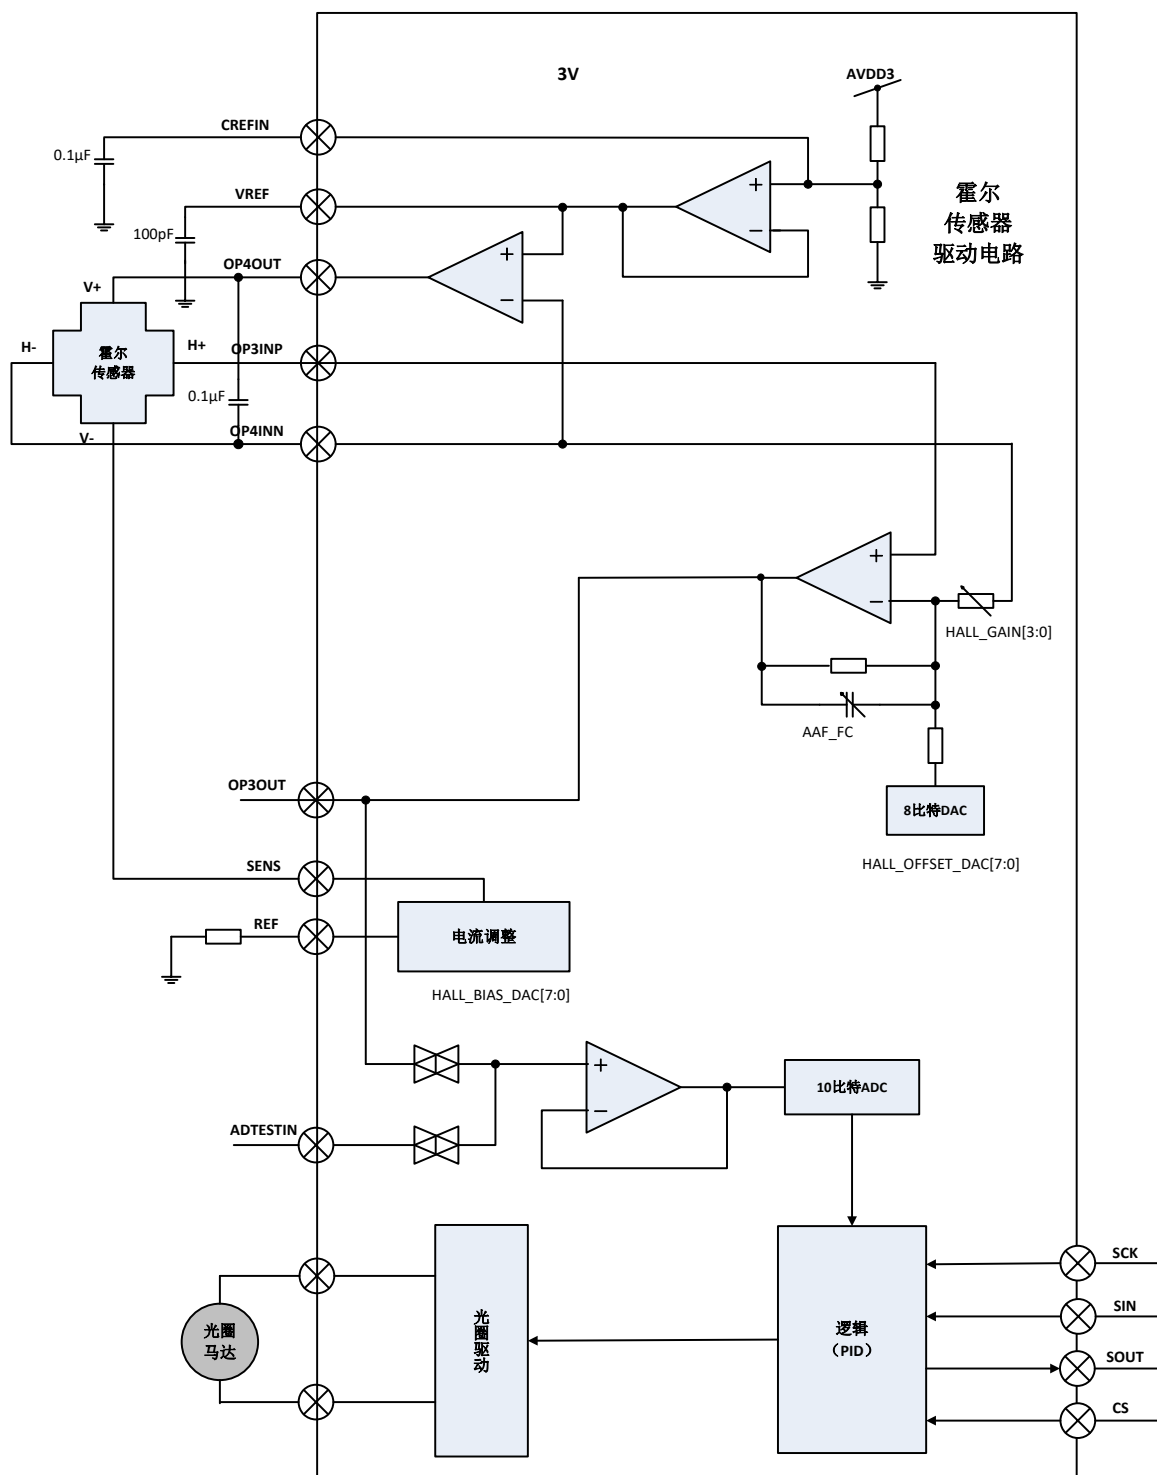 3V
AVDD3
CREFIN
0.1µF
VREF
霍尔
传感器
驱动电路
100pF
OP4OUT
V+
H-
霍尔
传感器
H+
OP3INP
0.1µF
V-
OP4INN
HALL_GAIN[3:0]
AAF_FC
OP3OUT
8比特DAC
HALL_OFFSET_DAC[7:0]
SENS
REF
电流调整
HALL_BIAS_DAC[7:0]
10比特ADC
ADTESTIN
SCK
SIN
光圈
马达
光圈驱动
逻辑
（PID）
SOUT
CS